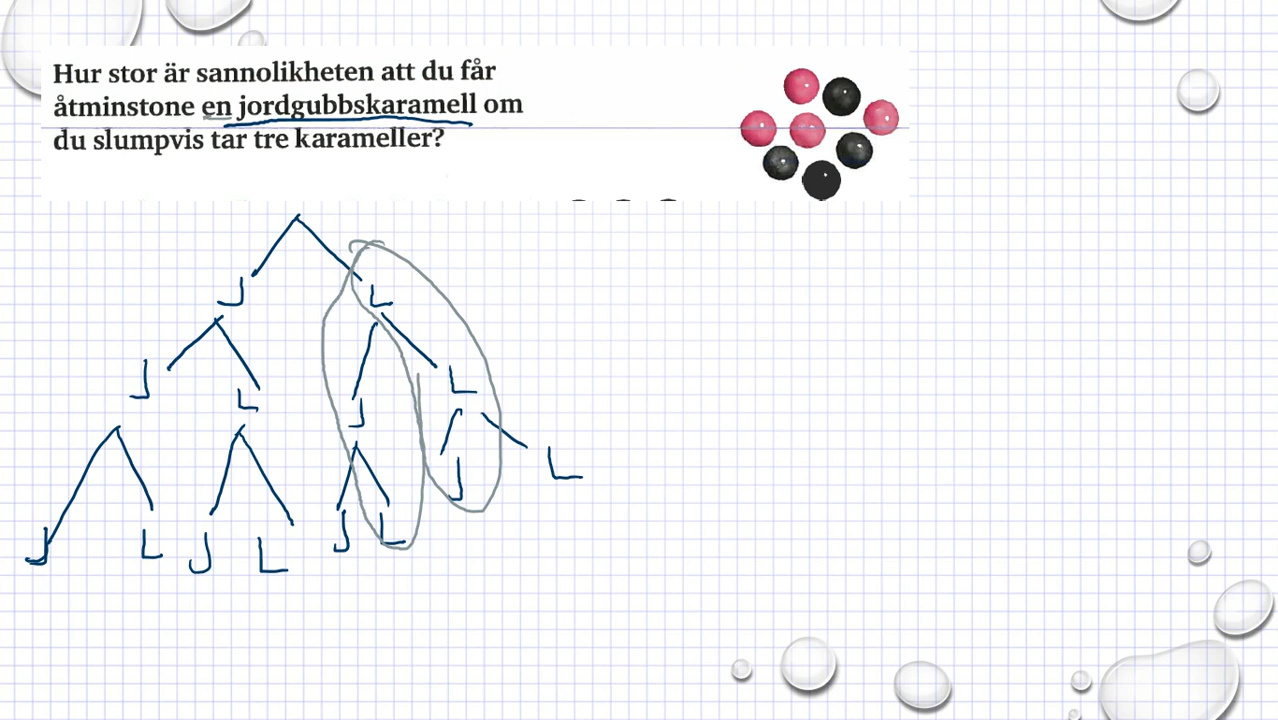 Hur stor är sannolikheten att du får
åtminstone en jordgubbskaramell om
du slumpvis tar tre karameller?
J L
J L J L
J L J L J L J L